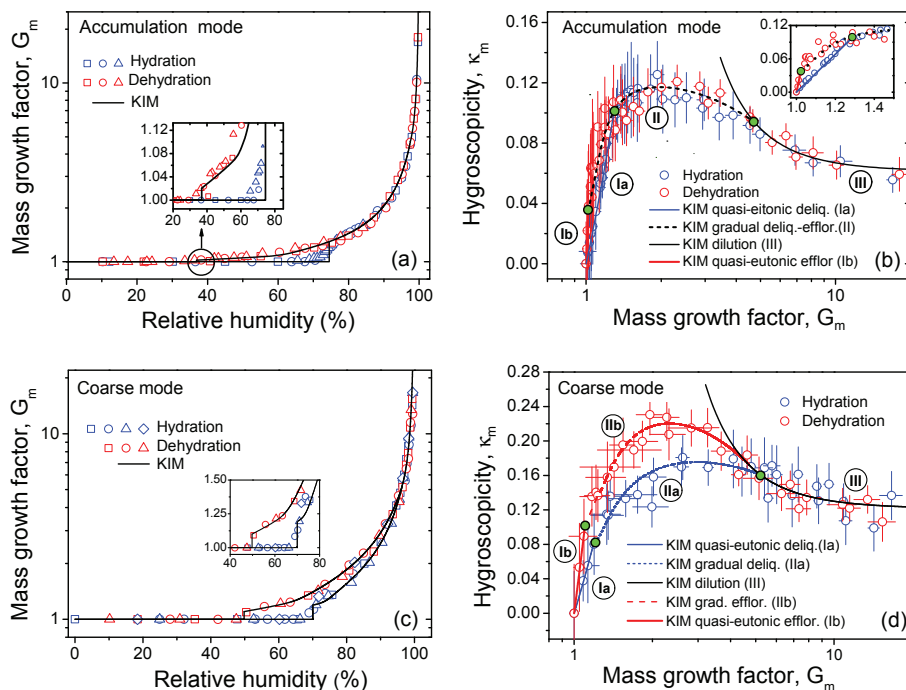 Accumulation mode
Hydration
Dehydration
KIM
1.12
1.08
1.04
1.00
20 40 60 80
10
1
0 20 40 60 80 100
Mass growth factor, Gm
Relative humidity (%)
(a)
Accumulation mode
0.12
0.08
0.04
0.00
1.0 1.2 1.4
0.16
0.12
0.08
0.04
0.00
Hygroscopicity, κm
II
Ia
Ib
III
Hydration
Dehydration
KIM quasi-eitonic deliq. (Ia)
KIM gradual deliq.-efflor.(II)
KIM dilution (III)
KIM quasi-eutonic efflor (Ib)
(b)
1 10
Mass growth factor, Gm
Coarse mode
Hydration
Dehydration
KIM
1.50
1.25
1.00
40 50 60 70 80
10
1
0 20 40 60 80 100
Mass growth factor, Gm
Relative humidity (%)
(c)
Coarse mode
Hydration
Dehydration
0.28
0.24
0.20
0.16
0.12
0.08
0.04
0.00
Hygroscopicity, κm
IIb
IIa
III
Ib
Ia
KIM quasi-eutonic deliq.(Ia)
KIM gradual deliq. (IIa)
KIM dilution (III)
KIM grad. efflor. (IIb)
KIM quasi-eutonic efflor. (Ib)
(d)
1 10
Mass growth factor, Gm